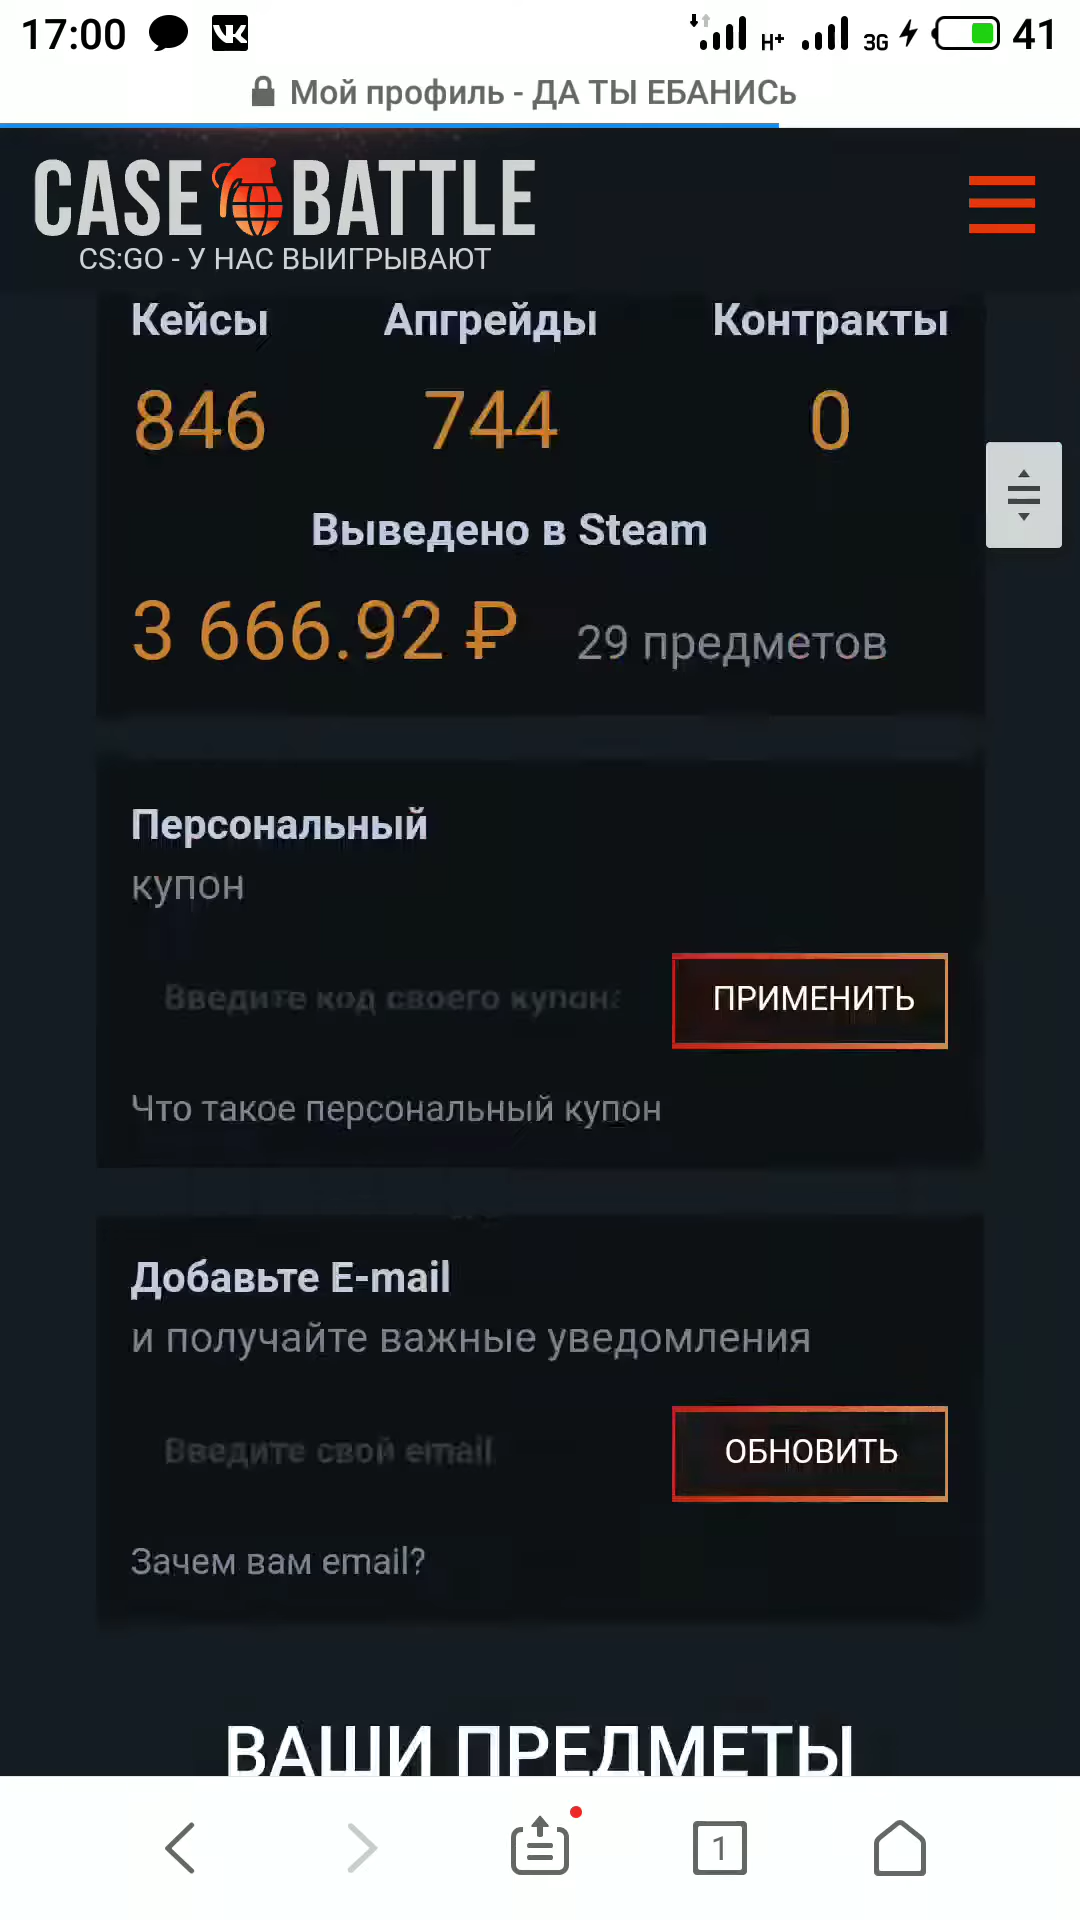 17:00 VK H+ 3G 41
Мой профиль - ДА ТЫ ЕБАНИСЬ
CASE BATTLE
CS:GO - У НАС ВЫИГРЫВАЮТ
Кейсы Апгрейды Контракты
846 744 0
Выведено в Steam
3 666.92 ₽ 29 предметов
Персональный
купон
Введите код своего купона ПРИМЕНИТЬ
Что такое персональный купон
Добавьте E-mail
и получайте важные уведомления
Введите свой email ОБНОВИТЬ
Зачем вам email?
ВАШИ ПРЕДМЕТЫ
1